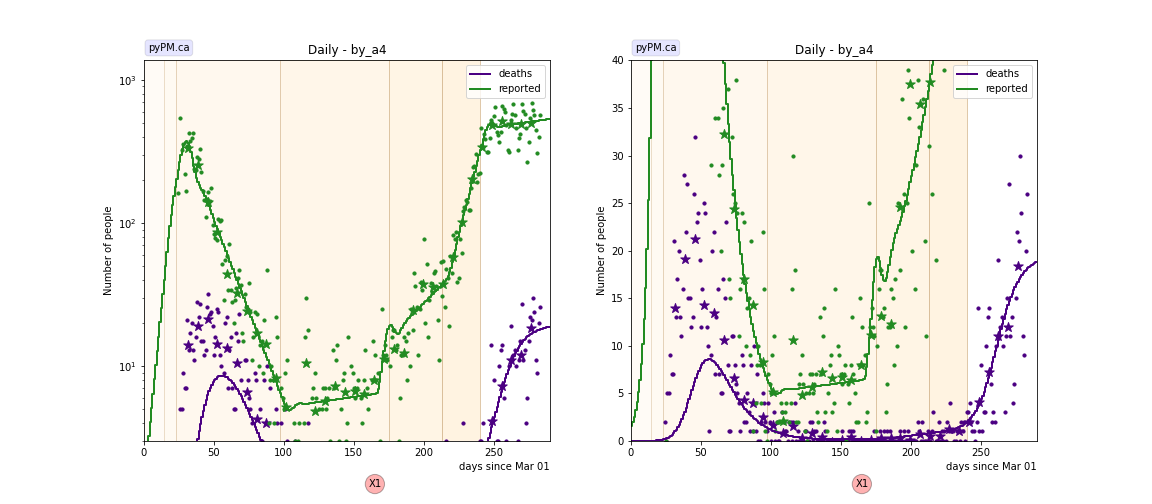 pyPM.ca
Daily - by_a4
deaths
reported
10³
10²
10¹
Number of people
0
50
100
150
200
250
days since Mar 01
X1
pyPM.ca
Daily - by_a4
deaths
reported
40
35
30
25
20
15
10
5
0
Number of people
0
50
100
150
200
250
days since Mar 01
X1